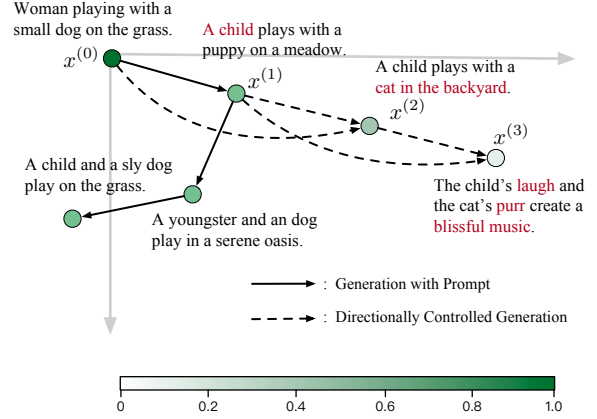 Woman playing with a
small dog on the grass.
x^(0)
A child plays with a
puppy on a meadow.
x^(1)
A child plays with a
cat in the backyard.
x^(2)
x^(3)
The child's laugh and
the cat's purr create a
blissful music.
A child and a sly dog
play on the grass.
A youngster and an dog
play in a serene oasis.
: Generation with Prompt
: Directionally Controlled Generation
0 0.2 0.4 0.6 0.8 1.0